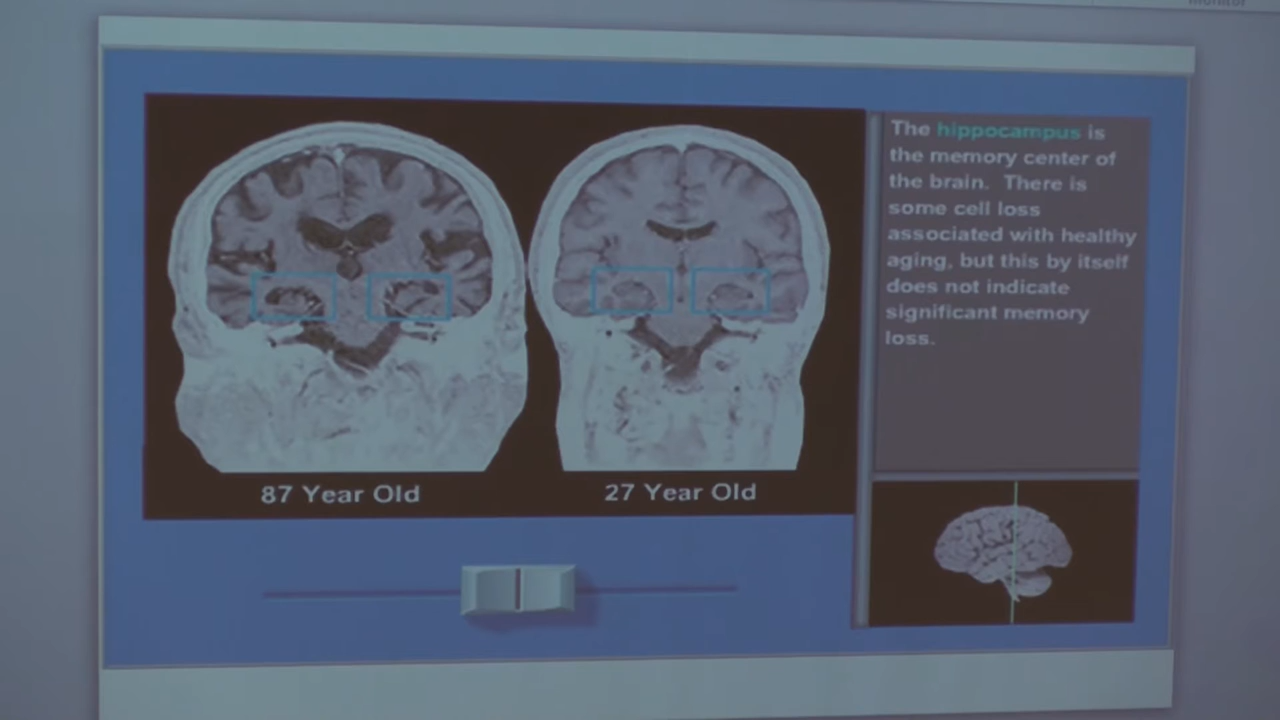 monitor
The hippocampus is
the memory center of
the brain. There is
some cell loss
associated with healthy
aging, but this by itself
does not indicate
significant memory
loss.
87 Year Old
27 Year Old